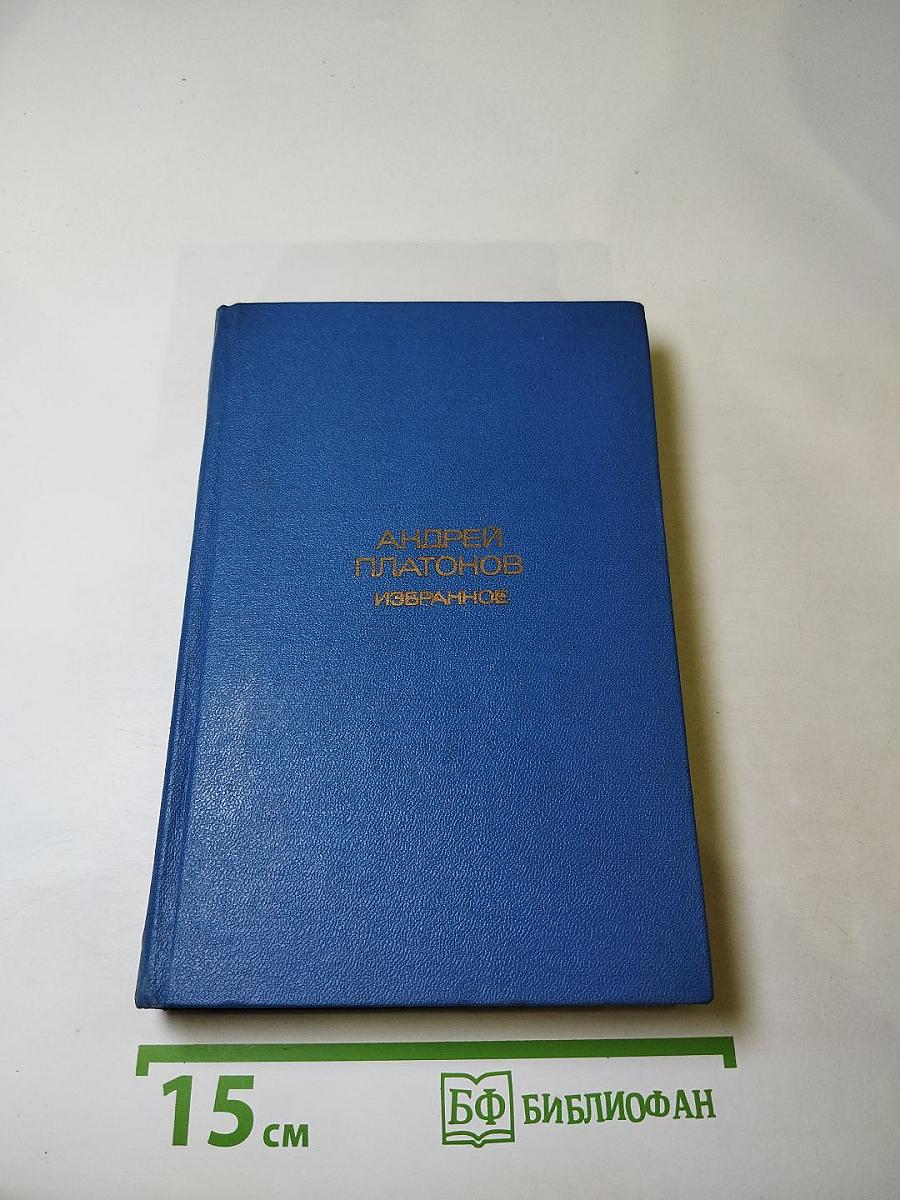 АНДРЕЙ
ПЛАТОНОВ
ИЗБРАННОЕ
15 см
БФ БИБЛИОФАН